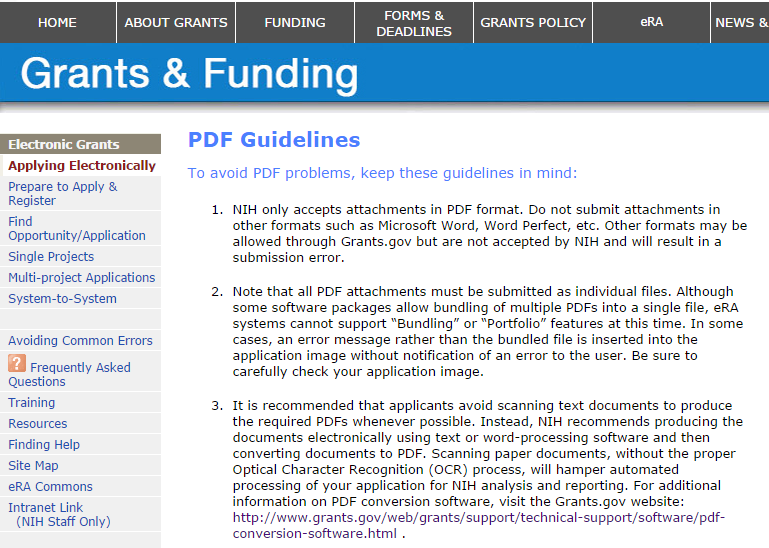 HOME
ABOUT GRANTS
FUNDING
FORMS &
DEADLINES
GRANTS POLICY
eRA
NEWS &
Grants & Funding
Electronic Grants
Applying Electronically
Prepare to Apply &
Register
Find
Opportunity/Application
Single Projects
Multi-project Applications
System-to-System
Avoiding Common Errors
? Frequently Asked
Questions
Training
Resources
Finding Help
Site Map
eRA Commons
Intranet Link
(NIH Staff Only)
PDF Guidelines
To avoid PDF problems, keep these guidelines in mind:
1. NIH only accepts attachments in PDF format. Do not submit attachments in
other formats such as Microsoft Word, Word Perfect, etc. Other formats may be
allowed through Grants.gov but are not accepted by NIH and will result in a
submission error.
2. Note that all PDF attachments must be submitted as individual files. Although
some software packages allow bundling of multiple PDFs into a single file, eRA
systems cannot support “Bundling” or “Portfolio” features at this time. In some
cases, an error message rather than the bundled file is inserted into the
application image without notification of an error to the user. Be sure to
carefully check your application image.
3. It is recommended that applicants avoid scanning text documents to produce
the required PDFs whenever possible. Instead, NIH recommends producing the
documents electronically using text or word-processing software and then
converting documents to PDF. Scanning paper documents, without the proper
Optical Character Recognition (OCR) process, will hamper automated
processing of your application for NIH analysis and reporting. For additional
information on PDF conversion software, visit the Grants.gov website:
http://www.grants.gov/web/grants/support/technical-support/software/pdf-
conversion-software.html .